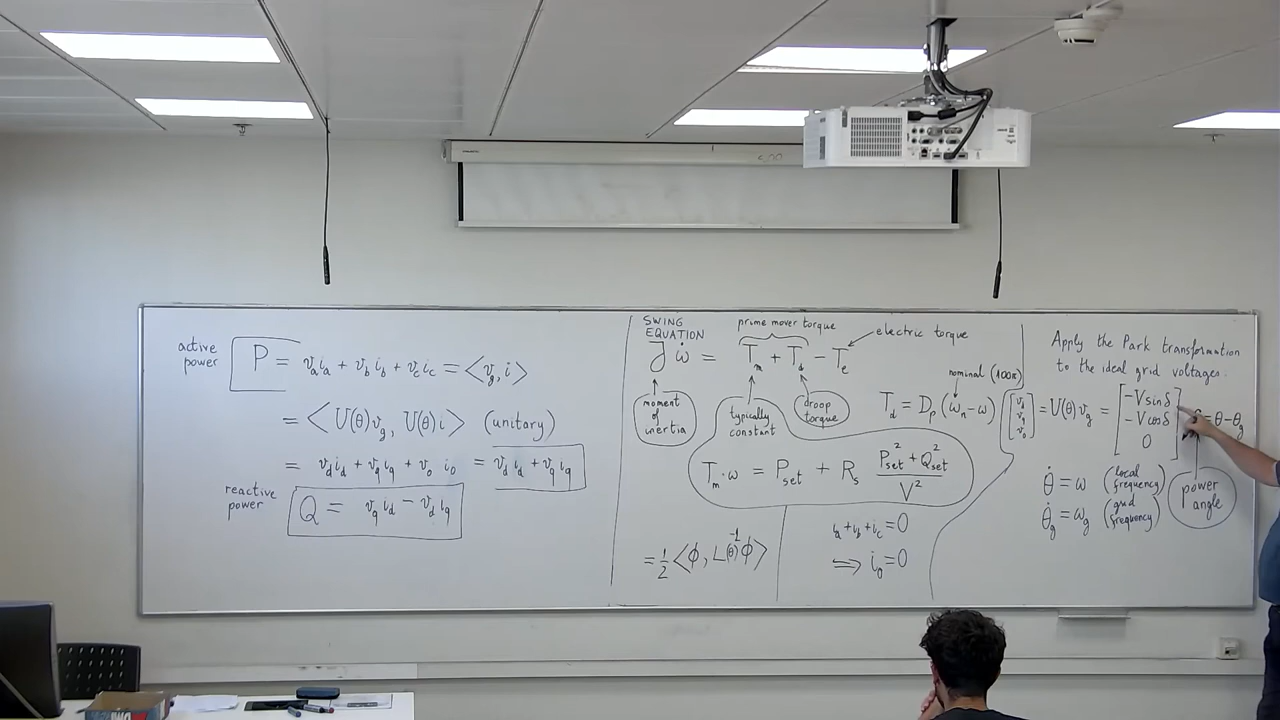 active power P = v_a i_a + v_b i_b + v_c i_c = <v_g, i>
= <U(θ)v_g, U(θ)i> (unitary)
= v_d i_d + v_q i_q + v_0 i_0 = v_d i_d + v_q i_q
reactive power Q = v_q i_d - v_d i_q
SWING EQUATION
prime mover torque
electric torque
J ω̇ = T_m + T_d - T_e
moment of inertia
typically constant
droop torque
nominal (100π)
T_d = D_p (ω_n - ω)
T_m · ω = P_set + R_s (P_set² + Q_set²)/V²
= 1/2 <ϕ, L(θ)⁻¹ ϕ>
i_a + i_b + i_c = 0
⟹ i_0 = 0
Apply the Park transformation
to the ideal grid voltages.
[v_d v_q v_0] = U(θ) v_g = [-V sin δ -V cos δ 0]
= θ - θ_g
θ̇ = ω (local frequency)
θ̇_g = ω_g (grid frequency)
power angle